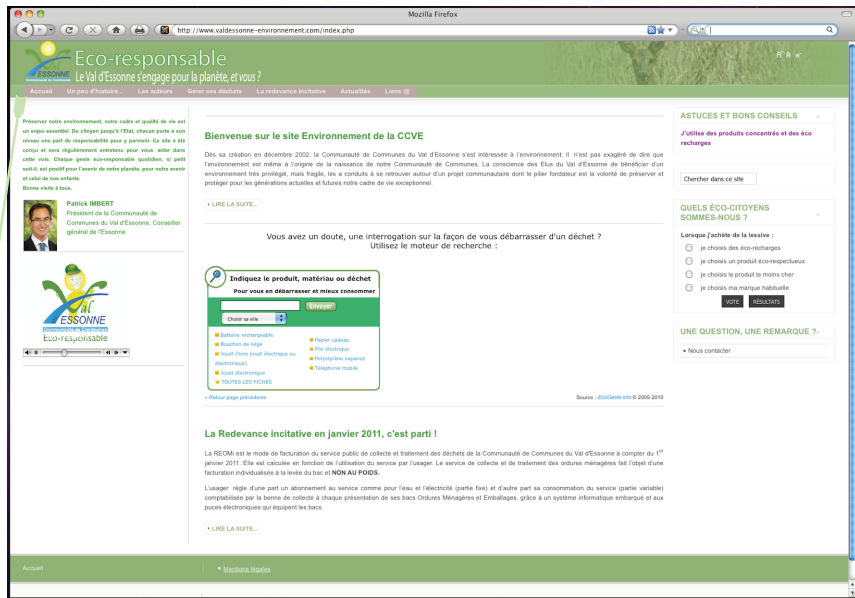 Mozilla Firefox
http://www.valdessonne-environnement.com/index.php
Eco-responsable
Le Val d'Essonne s'engage pour la planète, et vous ?
Accueil Un peu d'histoire... Les acteurs Gérer ses déchets La redevance Incitative Actualités Liens @
Préserver notre environnement, notre cadre et qualité de vie est
un enjeu essentiel. Du citoyen jusqu'à l'Etat, chacun porte à son
niveau une part de responsabilité pour y parvenir. Ce site a été
conçu et sera régulièrement entretenu pour vous aider dans
cette voie. Chaque geste éco-responsable quotidien, si petit
soit-il, est positif pour l'avenir de notre planète, pour notre avenir
et celui de nos enfants.
Bonne visite à tous.
Patrick IMBERT
Président de la Communauté de
Communes du Val d'Essonne, Conseiller
général de l'Essonne
Val
d'ESSONNE
Communauté de Communes
Eco-responsable
Bienvenue sur le site Environnement de la CCVE
Dès sa création en décembre 2002, la Communauté de Communes du Val d'Essonne s'est intéressée à l'environnement. Il n'est pas exagéré de dire que
l'environnement est même à l'origine de la naissance de notre Communauté de Communes. La conscience des Elus du Val d'Essonne de bénéficier d'un
environnement très privilégié, mais fragile, les a conduits à se retrouver autour d'un projet communautaire dont le pilier fondateur est la volonté de préserver et
protéger pour les générations actuelles et futures notre cadre de vie exceptionnel.
LIRE LA SUITE...
Vous avez un doute, une interrogation sur la façon de vous débarrasser d'un déchet ?
Utilisez le moteur de recherche :
Indiquez le produit, matériau ou déchet
Pour vous en débarrasser et mieux consommer
Envoyer
Choisir sa ville
Batterie rechargeable
Bouchon de liège
Jouet (hors jouet électrique ou
électronique)
Jouet électronique
TOUTES LES FICHES
Papier cadeau
Prix électrique
Polystyrène expansé
Téléphone mobile
« Retour page précédente
Source : EcoGeste.info © 2005-2010
La Redevance incitative en janvier 2011, c'est parti !
La REOMi est le mode de facturation du service public de collecte et traitement des déchets de la Communauté de Communes du Val d'Essonne à compter du 1er
janvier 2011. Elle est calculée en fonction de l'utilisation du service par l'usager. Le service de collecte et de traitement des ordures ménagères fait l'objet d'une
facturation individualisée à la levée du bac et NON AU POIDS.
L'usager règle d'une part un abonnement au service comme pour l'eau et l'électricité (partie fixe) et d'autre part sa consommation du service (partie variable)
comptabilisée par la benne de collecte à chaque présentation de ses bacs Ordures Ménagères et Emballages, grâce à un système informatique embarqué et aux
puces électroniques qui équipent les bacs.
LIRE LA SUITE...
ASTUCES ET BONS CONSEILS
J'utilise des produits concentrés et des éco
recharges
Chercher dans ce site
QUELS ÉCO-CITOYENS
SOMMES-NOUS ?
Lorsque j'achète de la lessive :
je choisis des éco-recharges
je choisis un produit éco-respectueux
je choisis le produit le moins cher
je choisis ma marque habituelle
VOTE RÉSULTATS
UNE QUESTION, UNE REMARQUE ?
Nous contacter
Accueil
Mentions légales